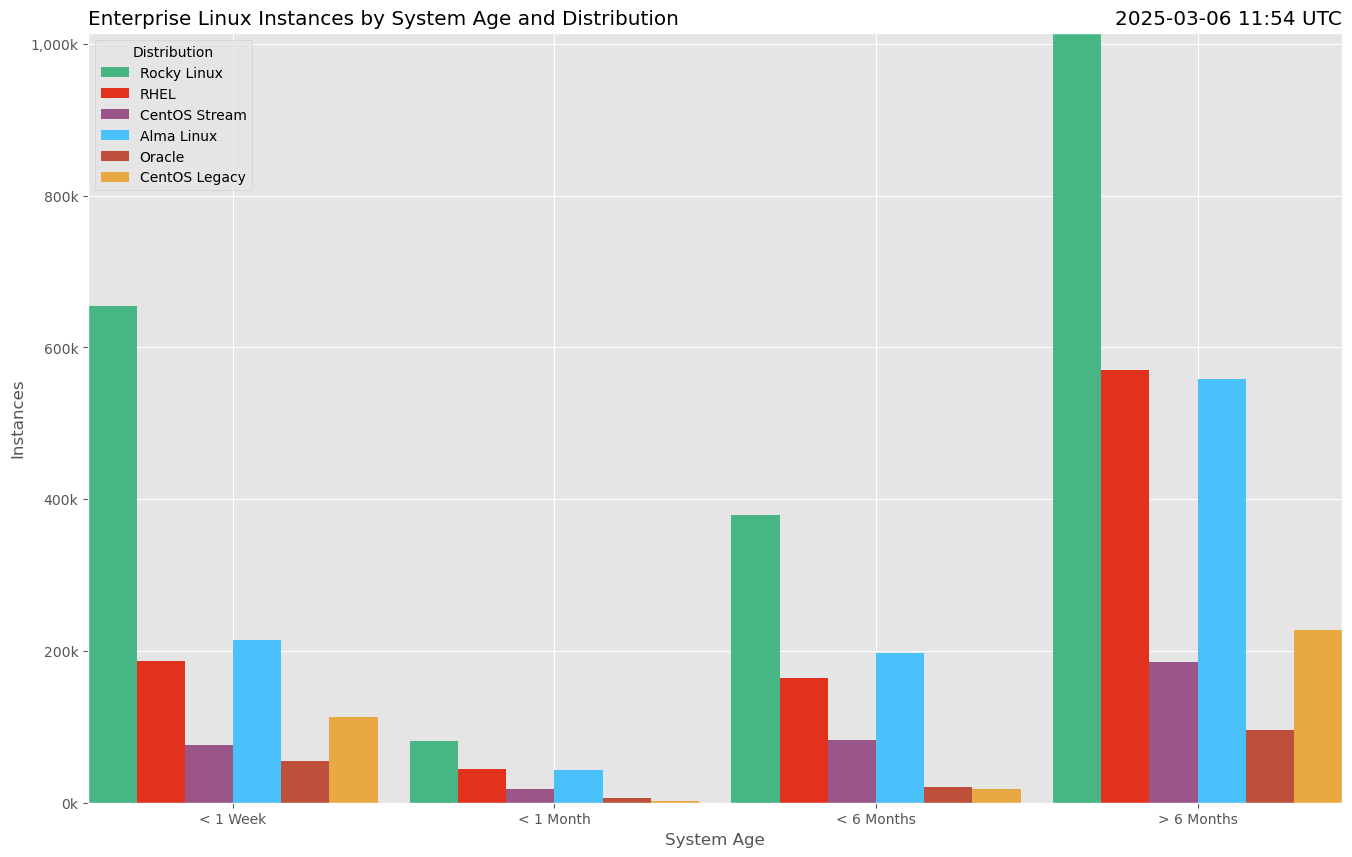 Enterprise Linux Instances by System Age and Distribution
2025-03-06 11:54 UTC
1,000k
800k
600k
400k
200k
0k
Instances
Distribution
Rocky Linux
RHEL
CentOS Stream
Alma Linux
Oracle
CentOS Legacy
< 1 Week
< 1 Month
< 6 Months
> 6 Months
System Age